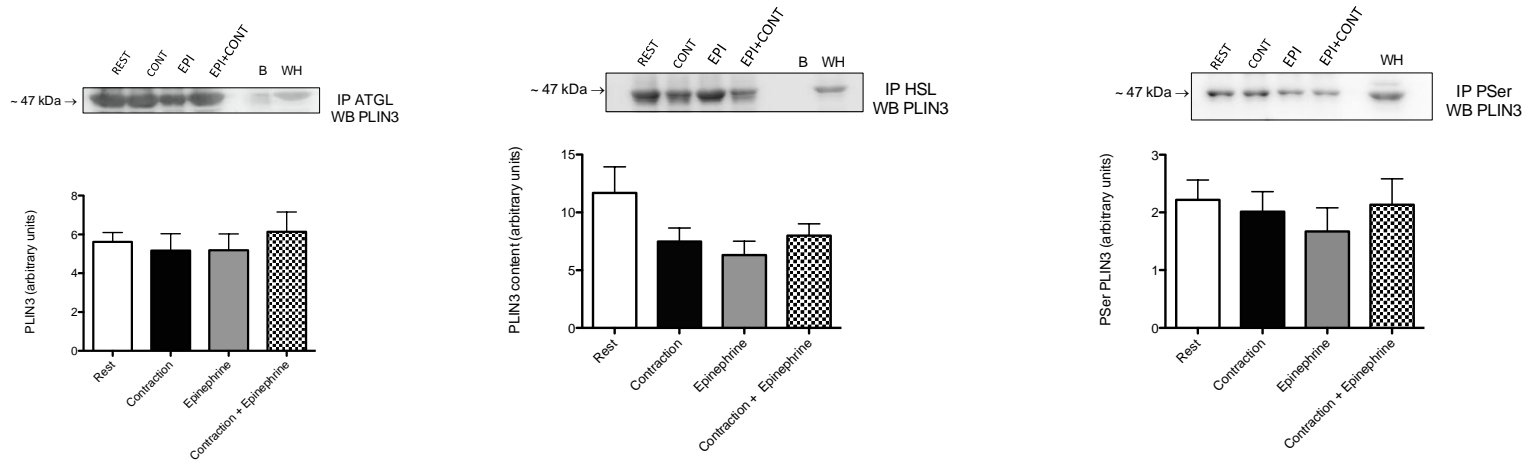 REST CONT EPI EPI+CONT B WH
~ 47 kDa →
IP ATGL
WB PLIN3
PLIN3 (arbitrary units)
8
6
4
2
0
Rest
Contraction
Epinephrine
Contraction + Epinephrine
REST CONT EPI EPI+CONT B WH
~ 47 kDa →
IP HSL
WB PLIN3
PLIN3 content (arbitrary units)
15
10
5
0
Rest
Contraction
Epinephrine
Contraction + Epinephrine
REST CONT EPI EPI+CONT WH
~ 47 kDa →
IP PSer
WB PLIN3
PSer PLIN3 (arbitrary units)
3
2
1
0
Rest
Contraction
Epinephrine
Contraction + Epinephrine